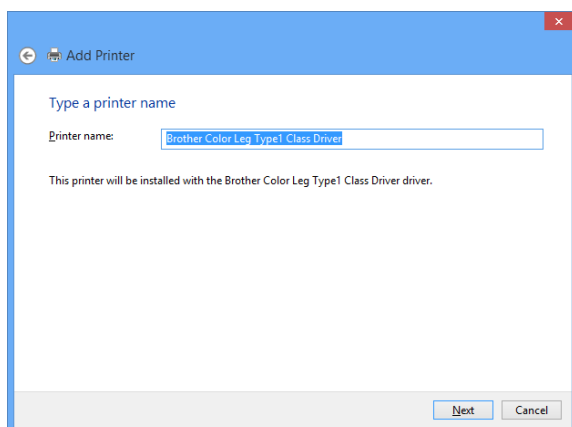 Add Printer
Type a printer name
Printer name:
Brother Color Leg Type1 Class Driver
This printer will be installed with the Brother Color Leg Type1 Class Driver driver.
Next
Cancel